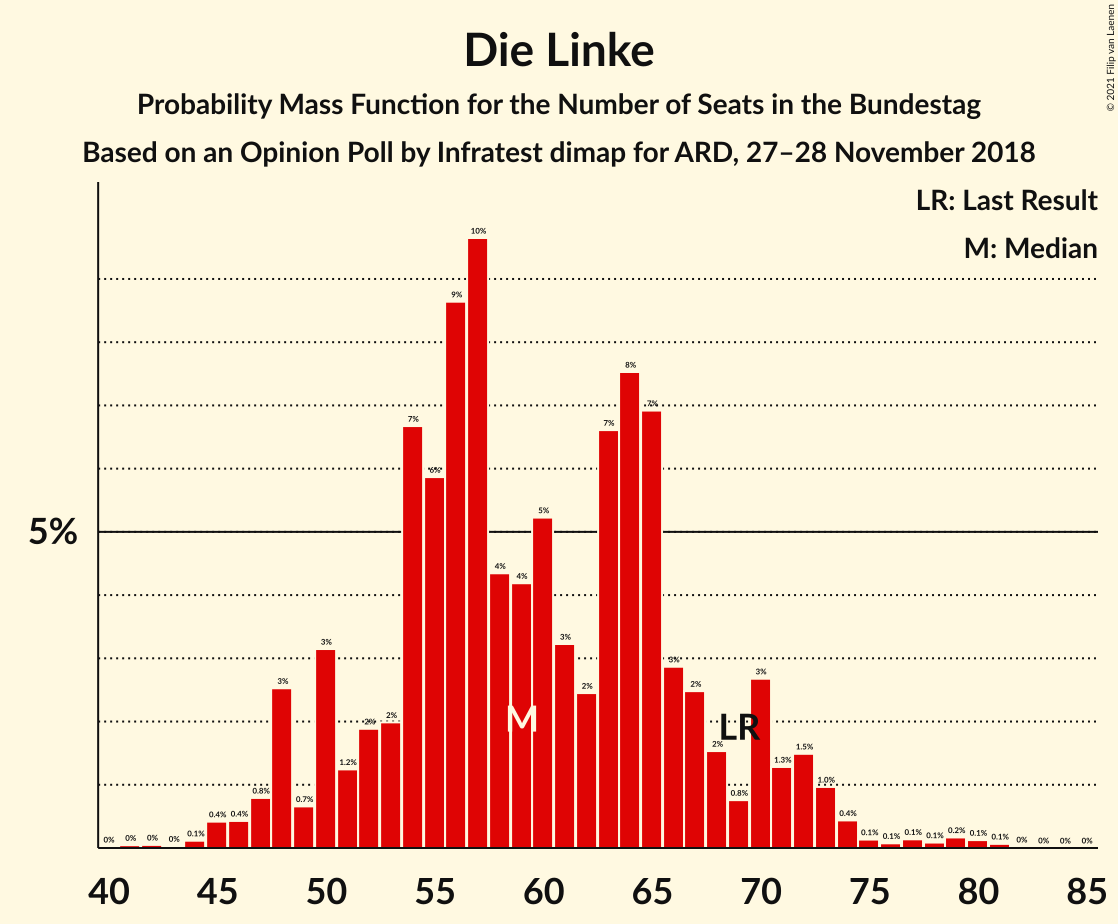 © 2021 Filip van Laenen
Die Linke
Probability Mass Function for the Number of Seats in the Bundestag
Based on an Opinion Poll by Infratest dimap for ARD, 27–28 November 2018
LR: Last Result
M: Median
5%
0% 0% 0% 0% 0.1% 0.4% 0.4% 0.8% 3% 0.7% 3% 1.2% 2% 2% 7% 6% 9% 10% 4% 4% 5% 3% 2% 7% 8% 7% 3% 2% 2% 0.8% 3% 1.3% 1.5% 1.0% 0.4% 0.1% 0.1% 0.1% 0.1% 0.2% 0.1% 0.1% 0% 0% 0% 0%
M LR
40 45 50 55 60 65 70 75 80 85